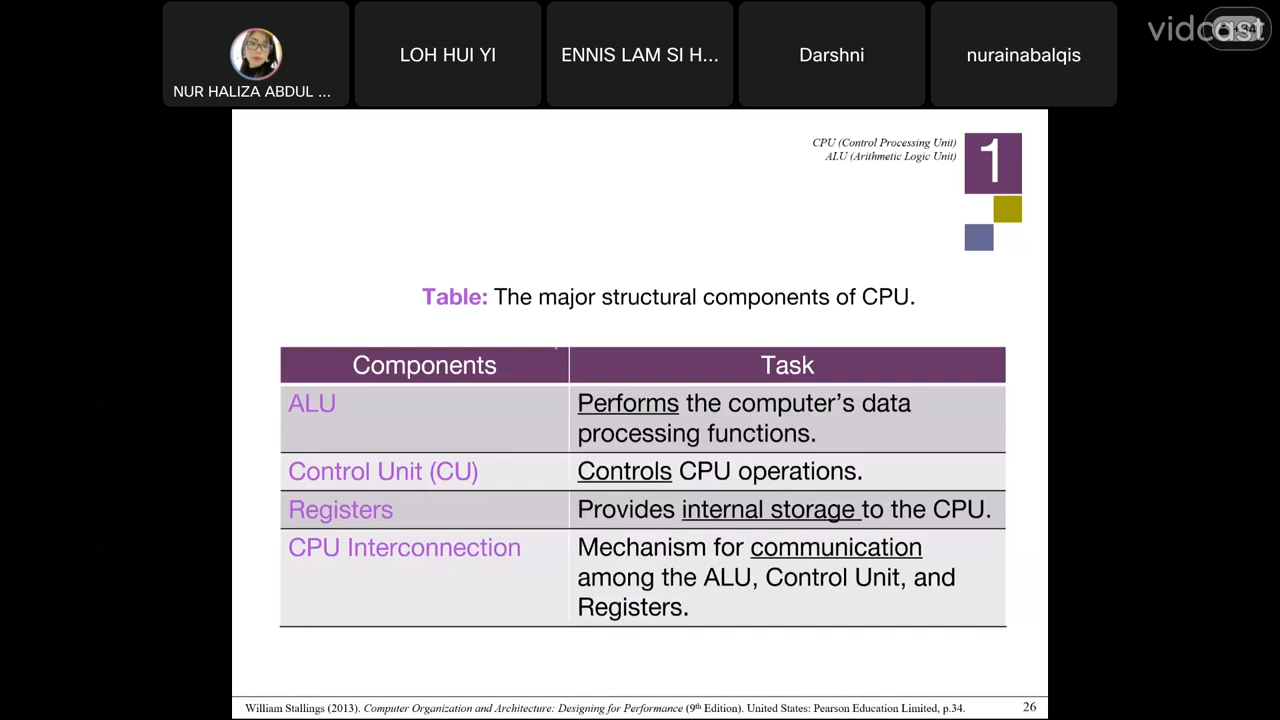 vidcast
NUR HALIZA ABDUL ...
LOH HUI YI
ENNIS LAM SI H...
Darshni
nurainabalqis
CPU (Control Processing Unit)
ALU (Arithmetic Logic Unit)
1
Table: The major structural components of CPU.
Components Task
ALU Performs the computer’s data
processing functions.
Control Unit (CU) Controls CPU operations.
Registers Provides internal storage to the CPU.
CPU Interconnection Mechanism for communication
among the ALU, Control Unit, and
Registers.
William Stallings (2013). Computer Organization and Architecture: Designing for Performance (9th Edition). United States: Pearson Education Limited, p.34. 26